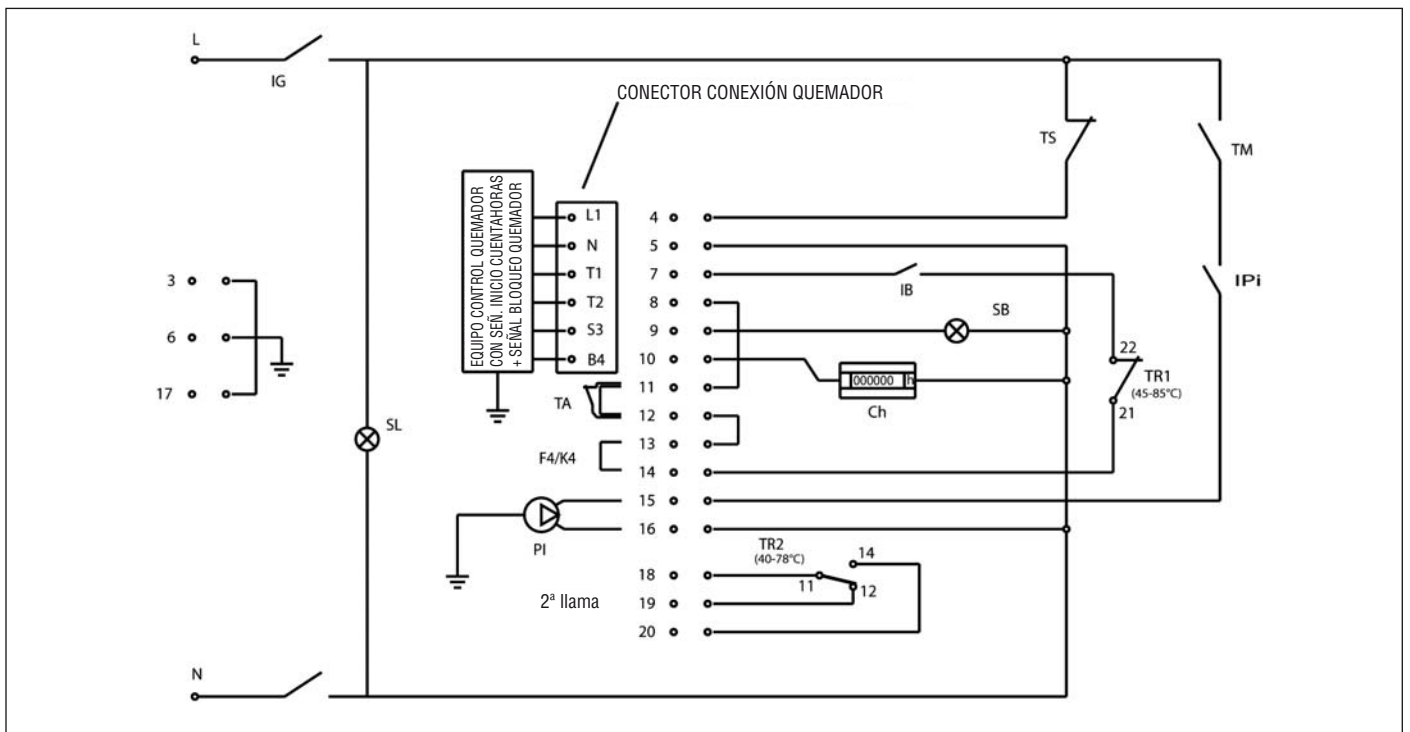 L
IG
CONECTOR CONEXIÓN QUEMADOR
TS
TM
EQUIPO CONTROL QUEMADOR
CON SEÑ. INICIO CUENTAHORAS
+ SEÑAL BLOQUEO QUEMADOR
L1
N
T1
T2
S3
B4
4
5
7
8
9
10
11
12
13
14
15
16
18
19
20
3
6
17
IB
SB
IPi
22
TR1
(45-85°C)
21
000000 h
Ch
TA
F4/K4
SL
PI
TR2
(40-78°C)
14
11
12
2ª llama
N